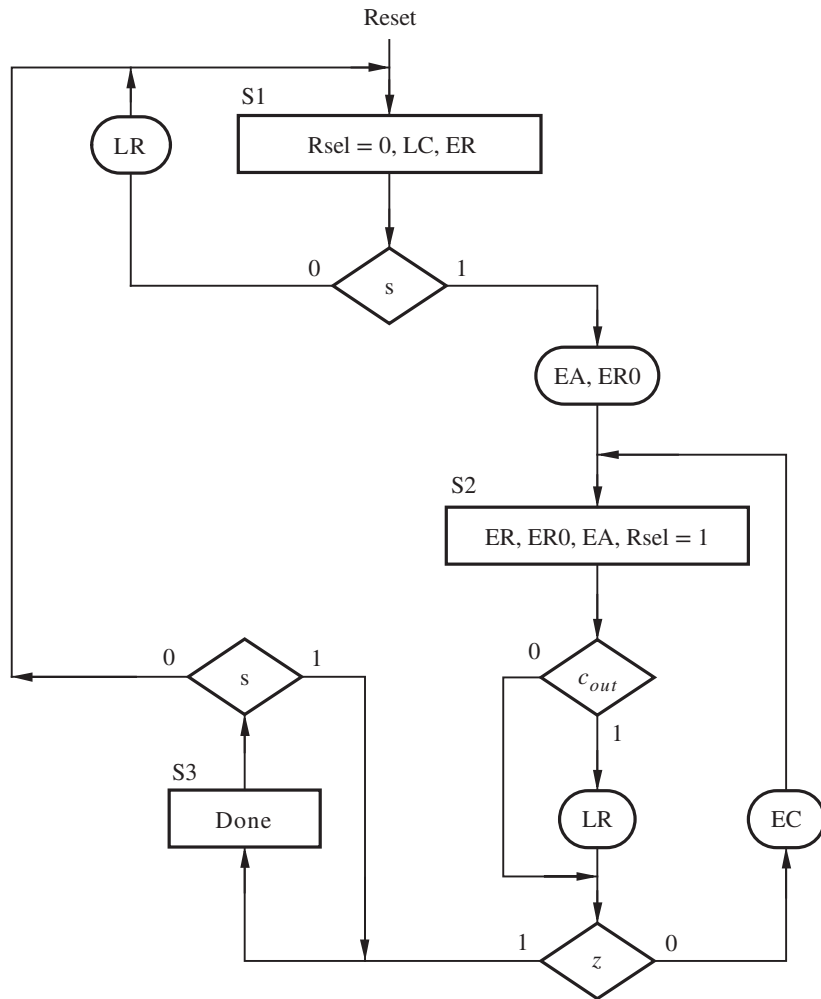 Reset
S1
LR
Rsel = 0, LC, ER
0
s
1
EA, ER0
S2
ER, ER0, EA, Rsel = 1
0
s
1
0
c_out
1
S3
Done
LR
EC
1
z
0